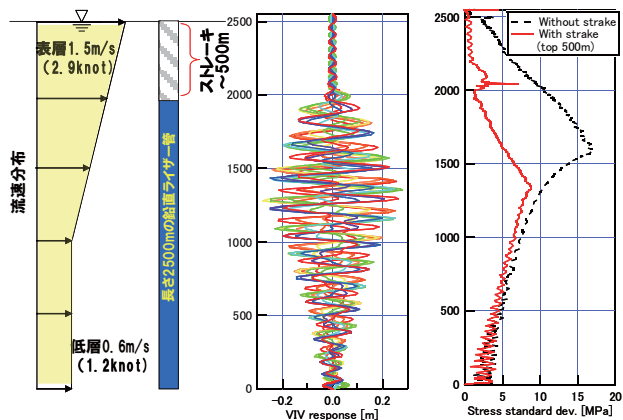 表層1.5m/s
(2.9knot)
流速分布
低層0.6m/s
(1.2knot)
ストレーキ
~500m
長さ2500mの鉛直ライザー管
2500
2000
1500
1000
500
0
-0.2 0.0 0.2
VIV response [m]
Without strake
With strake
(top 500m)
2500
2000
1500
1000
500
0
0 5 10 15 20
Stress standard dev. [MPa]